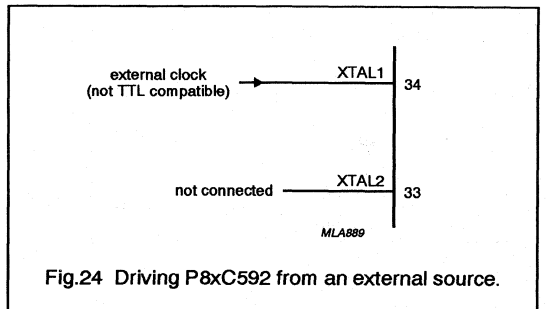 external clock
(not TTL compatible)
XTAL1
34
not connected
XTAL2
33
MLA889
Fig.24 Driving P8xC592 from an external source.